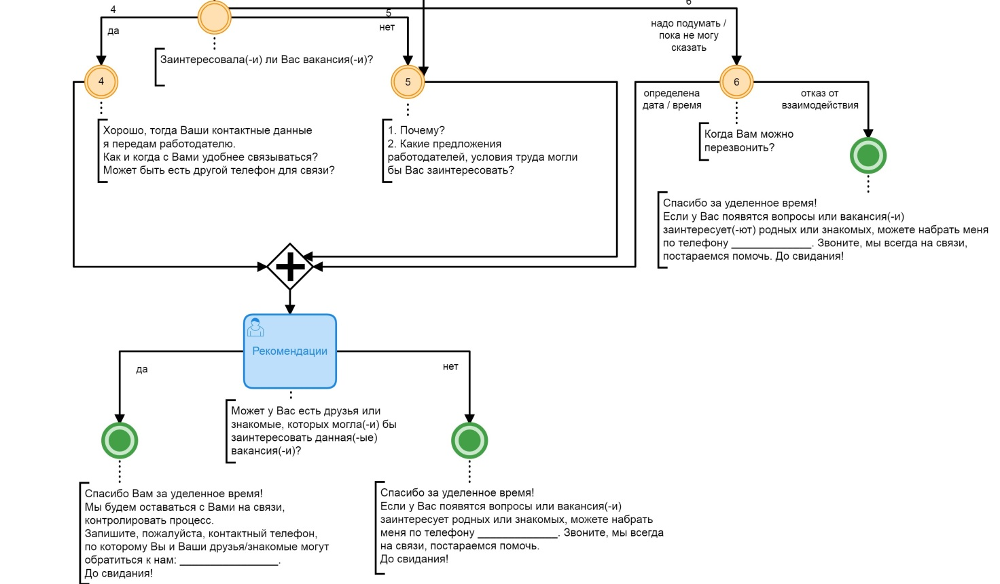 6
4
5
да
нет
надо подумать /
пока не могу
сказать
Заинтересовала(-и) ли Вас вакансия(-и)?
4
5
6
определена
дата / время
отказ от
взаимодействия
Хорошо, тогда Ваши контактные данные
я передам работодателю.
Как и когда с Вами удобнее связываться?
Может быть есть другой телефон для связи?
1. Почему?
2. Какие предложения
работодателей, условия труда могли
бы Вас заинтересовать?
Когда Вам можно
перезвонить?
Спасибо за уделенное время!
Если у Вас появятся вопросы или вакансия(-и)
заинтересует(-ют) родных или знакомых, можете набрать меня
по телефону _____________. Звоните, мы всегда на связи,
постараемся помочь. До свидания!
Рекомендации
да
нет
Может у Вас есть друзья или
знакомые, которых могла(-и) бы
заинтересовать данная(-ые)
вакансия(-и)?
Спасибо Вам за уделенное время!
Мы будем оставаться с Вами на связи,
контролировать процесс.
Запишите, пожалуйста, контактный телефон,
по которому Вы и Ваши друзья/знакомые могут
обратиться к нам: ________________.
До свидания!
Спасибо за уделенное время!
Если у Вас появятся вопросы или вакансия(-и)
заинтересует родных или знакомых, можете набрать
меня по телефону _____________. Звоните, мы всегда
на связи, постараемся помочь.
До свидания!